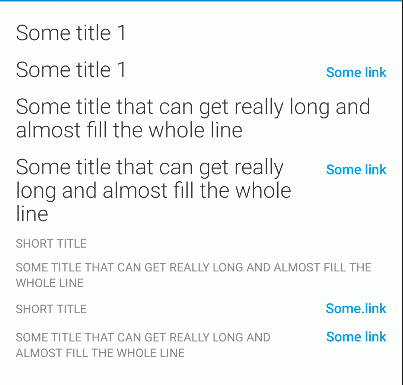 Some title 1
Some title 1 Some link
Some title that can get really long and
almost fill the whole line
Some title that can get really Some link
long and almost fill the whole
line
SHORT TITLE
SOME TITLE THAT CAN GET REALLY LONG AND ALMOST FILL THE
WHOLE LINE
SHORT TITLE Some.link
SOME TITLE THAT CAN GET REALLY LONG AND Some link
ALMOST FILL THE WHOLE LINE